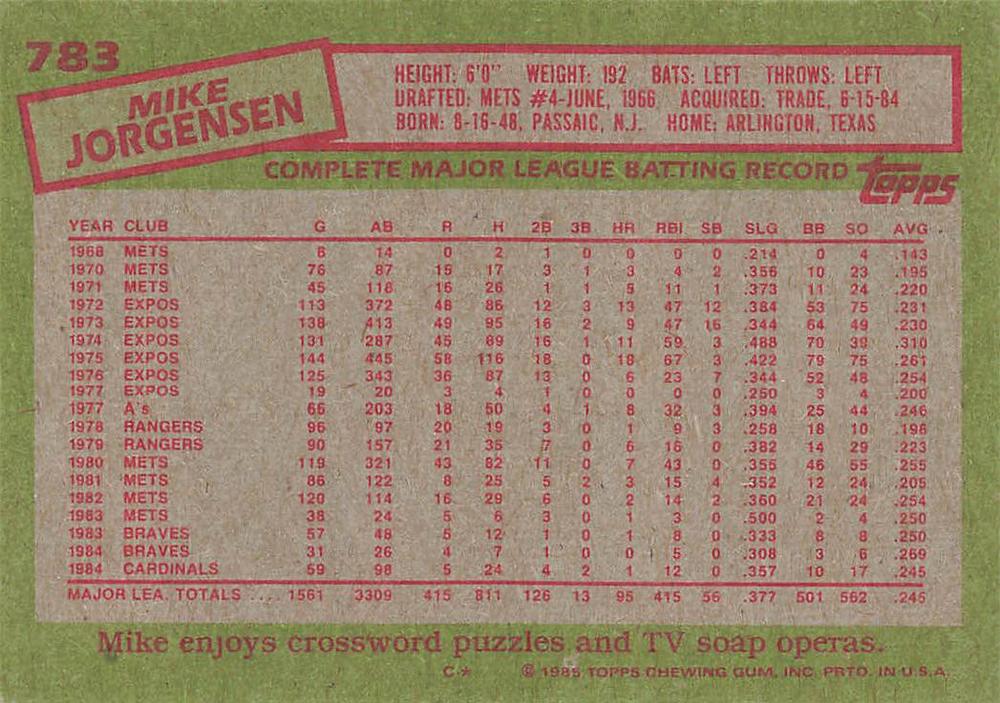 783
MIKE
JORGENSEN
HEIGHT: 6'0" WEIGHT: 192 BATS: LEFT THROWS: LEFT
DRAFTED: METS #4-JUNE, 1966 ACQUIRED: TRADE, 6-15-84
BORN: 8-16-48, PASSAIC, N.J. HOME: ARLINGTON, TEXAS
COMPLETE MAJOR LEAGUE BATTING RECORD topps
YEAR CLUB G AB R H 2B 3B HR RBI SB SLG BB SO AVG
1968 METS 6 14 0 2 1 0 0 0 0 .214 0 4 .143
1970 METS 76 87 15 17 3 1 3 4 2 .356 10 23 .195
1971 METS 45 118 16 26 1 1 5 11 1 .373 11 24 .220
1972 EXPOS 113 372 48 86 12 3 13 47 12 .384 53 75 .231
1973 EXPOS 138 413 49 95 16 2 9 47 16 .344 64 49 .230
1974 EXPOS 131 287 45 89 16 1 11 59 3 .488 70 39 .310
1975 EXPOS 144 445 58 116 18 0 18 67 3 .422 79 75 .261
1976 EXPOS 125 343 36 87 13 0 6 23 7 .344 52 48 .254
1977 EXPOS 19 20 3 4 1 0 0 0 0 .250 3 4 .200
1977 A's 66 203 18 50 4 1 8 32 3 .394 25 44 .246
1978 RANGERS 96 97 20 19 3 0 1 9 3 .258 18 10 .196
1979 RANGERS 90 157 21 35 7 0 6 16 0 .382 14 29 .223
1980 METS 119 321 43 82 11 0 7 43 0 .355 46 55 .255
1981 METS 86 122 8 25 5 2 3 15 4 .352 12 24 .205
1982 METS 120 114 16 29 6 0 2 14 2 .360 21 24 .254
1983 METS 38 24 5 6 3 0 1 3 0 .500 2 4 .250
1983 BRAVES 57 48 5 12 1 0 1 8 0 .333 8 8 .250
1984 BRAVES 31 26 4 7 1 0 0 5 0 .308 3 6 .269
1984 CARDINALS 59 98 5 24 4 2 1 12 0 .357 10 17 .245
MAJOR LEA. TOTALS .... 1561 3309 415 811 126 13 95 415 56 .377 501 562 .245
Mike enjoys crossword puzzles and TV soap operas.
C* © 1985 TOPPS CHEWING GUM, INC. PRTD. IN U.S.A.